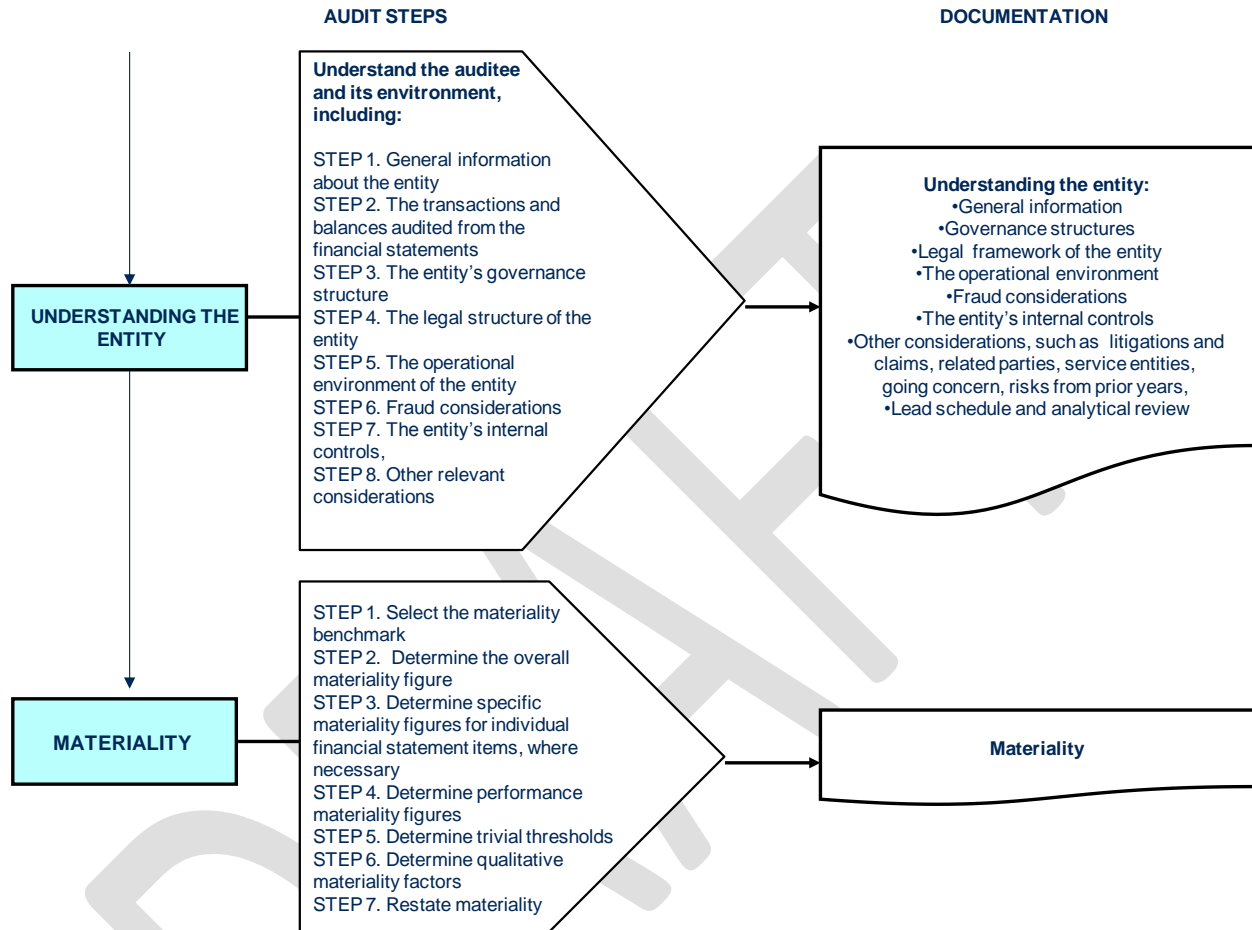 AUDIT STEPS
DOCUMENTATION
Understand the auditee
and its envitronment,
including:
STEP 1. General information
about the entity
STEP 2. The transactions and
balances audited from the
financial statements
STEP 3. The entity's governance
structure
STEP 4. The legal structure of the
entity
STEP 5. The operational
environment of the entity
STEP 6. Fraud considerations
STEP 7. The entity's internal
controls,
STEP 8. Other relevant
considerations
UNDERSTANDING THE
ENTITY
Understanding the entity:
•General information
•Governance structures
•Legal framework of the entity
•The operational environment
•Fraud considerations
•The entity's internal controls
•Other considerations, such as litigations and
claims, related parties, service entities,
going concern, risks from prior years,
•Lead schedule and analytical review
STEP 1. Select the materiality
benchmark
STEP 2. Determine the overall
materiality figure
STEP 3. Determine specific
materiality figures for individual
financial statement items, where
necessary
STEP 4. Determine performance
materiality figures
STEP 5. Determine trivial thresholds
STEP 6. Determine qualitative
materiality factors
STEP 7. Restate materiality
MATERIALITY
Materiality
DRAFT